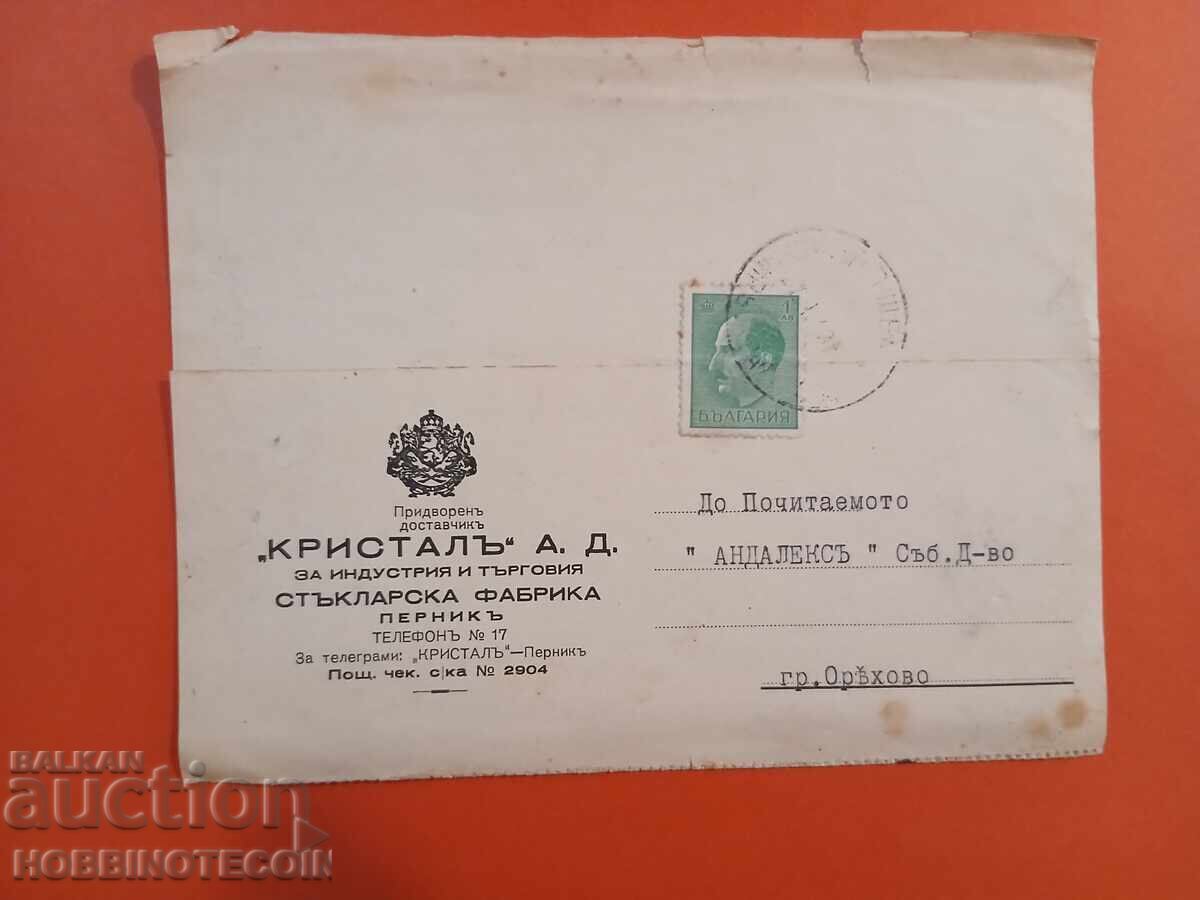 1
ЛВ
БЪЛГАРИЯ
Придворенъ
доставчикъ
„КРИСТАЛЪ“ А. Д.
ЗА ИНДУСТРИЯ И ТЪРГОВИЯ
СТЪКЛАРСКА ФАБРИКА
ПЕРНИКЪ
ТЕЛЕФОНЪ № 17
За телеграми: „КРИСТАЛЪ“—Перникъ
Пощ. чек. с|ка № 2904
До Почитаемото
" АНДАЛЕКСЪ " Съб.Д-во
гр.Орѣхово
BALKAN
auction
HOBBINOTECOIN